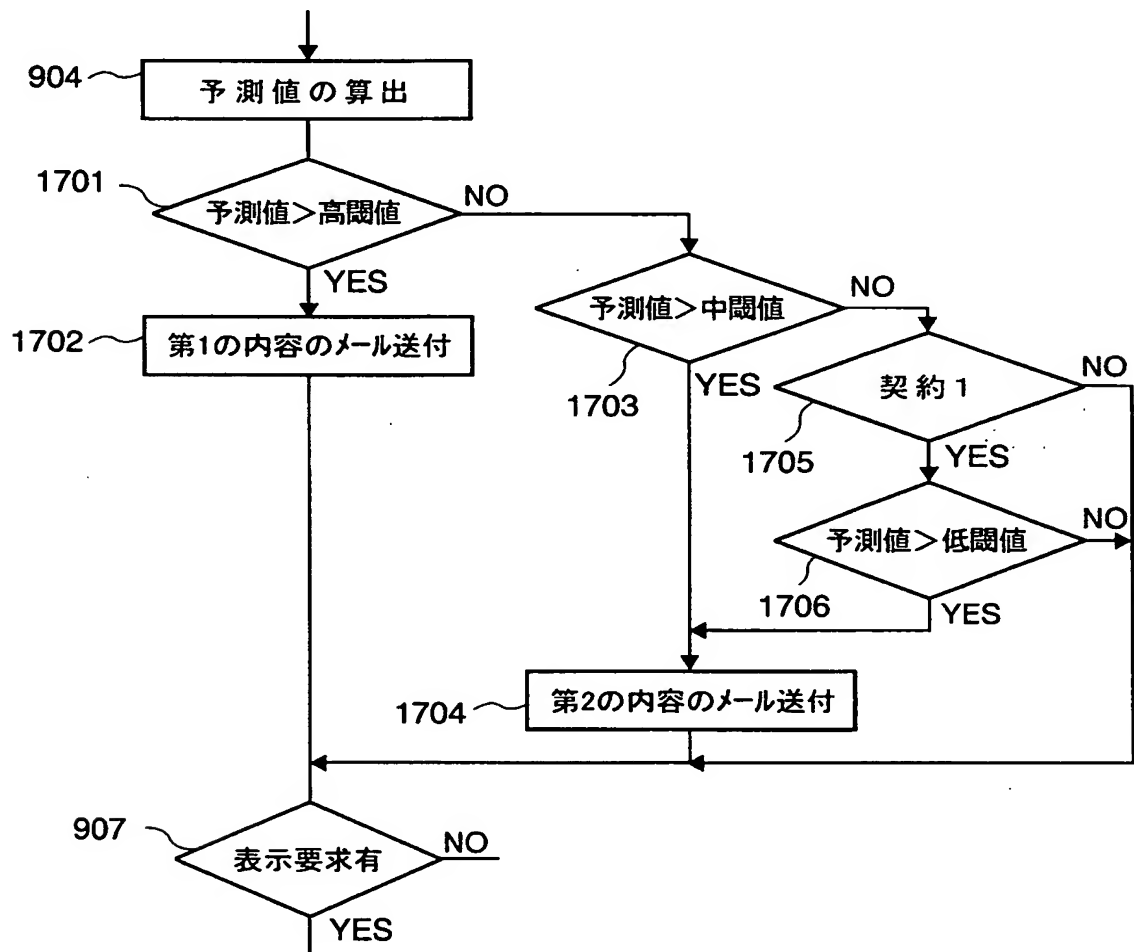 904
予測値の算出
1701
予測値>高閾値
NO
YES
1702
第1の内容のメール送付
予測値>中閾値
NO
1703
YES
契約1
NO
1705
YES
予測値>低閾値
NO
1706
YES
1704
第2の内容のメール送付
907
表示要求有
NO
YES